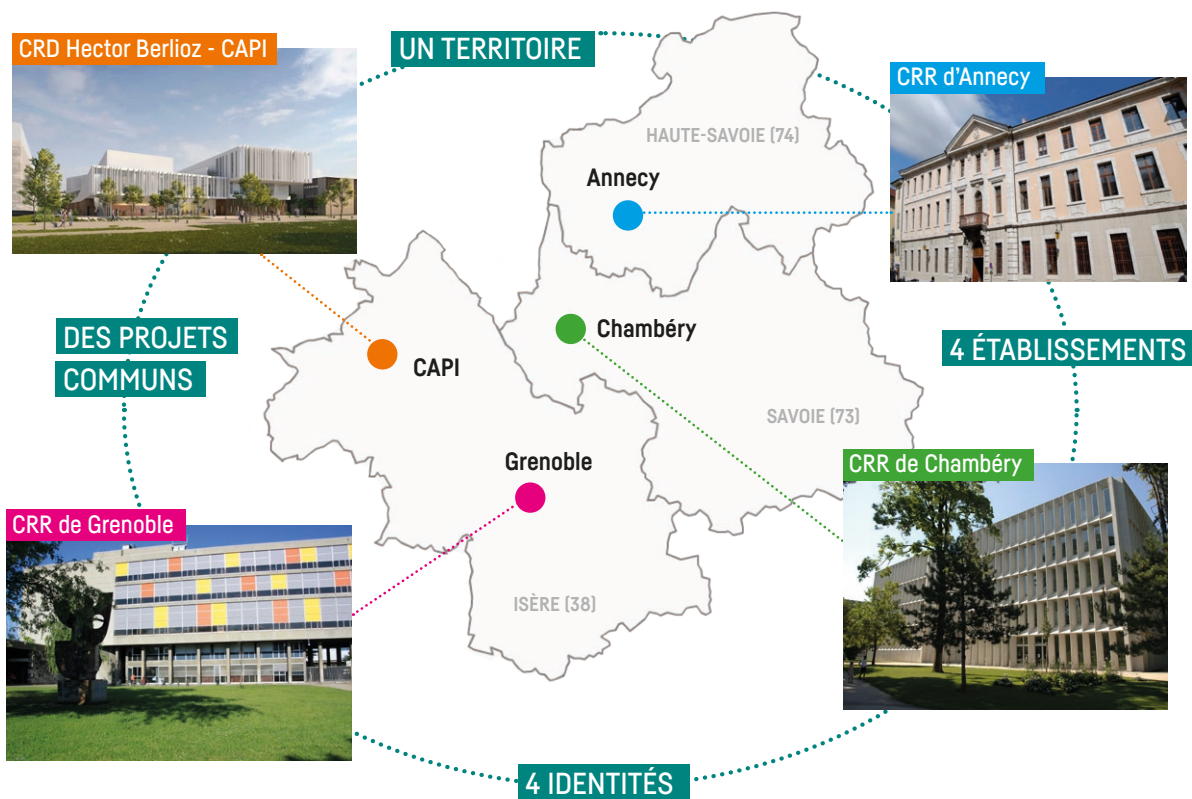 CRD Hector Berlioz - CAPI
UN TERRITOIRE
CRR d'Annecy
HAUTE-SAVOIE (74)
Annecy
Chambéry
CAPI
DES PROJETS
COMMUNS
4 ÉTABLISSEMENTS
SAVOIE (73)
Grenoble
CRR de Chambéry
CRR de Grenoble
ISÈRE (38)
4 IDENTITÉS